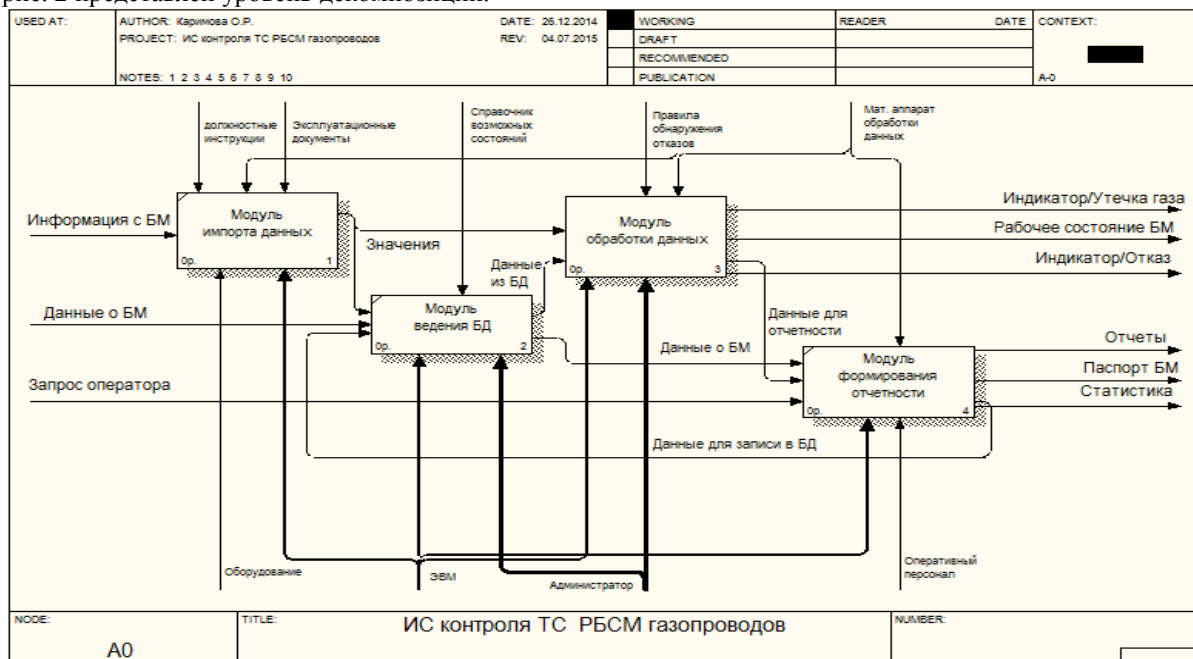 рис. 2 представлен уровень декомпозиции.
USED AT:
AUTHOR: Каримова О.Р.
DATE: 26.12.2014
PROJECT: ИС контроля ТС РБСМ газопроводов
REV: 04.07.2015
NOTES: 1 2 3 4 5 6 7 8 9 10
WORKING
DRAFT
RECOMMENDED
PUBLICATION
READER
DATE
CONTEXT:
A-0
должностные
инструкции
Эксплуатационные
документы
Справочник
возможных
состояний
Правила
обнаружения
отказов
Мат. аппарат
обработки
данных
Информация с БМ
Модуль
импорта данных
0р.
1
Значения
Модуль
обработки данных
0р.
3
Индикатор/Утечка газа
Рабочее состояние БМ
Индикатор/Отказ
Данные
из БД
Данные о БМ
Модуль
ведения БД
0р.
2
Данные для
отчетности
Данные о БМ
Запрос оператора
Модуль
формирования
отчетности
0р.
4
Отчеты
Паспорт БМ
Статистика
Данные для записи в БД
Оборудование
ЭВМ
Администратор
Оперативный
персонал
NODE:
A0
TITLE:
ИС контроля ТС РБСМ газопроводов
NUMBER: